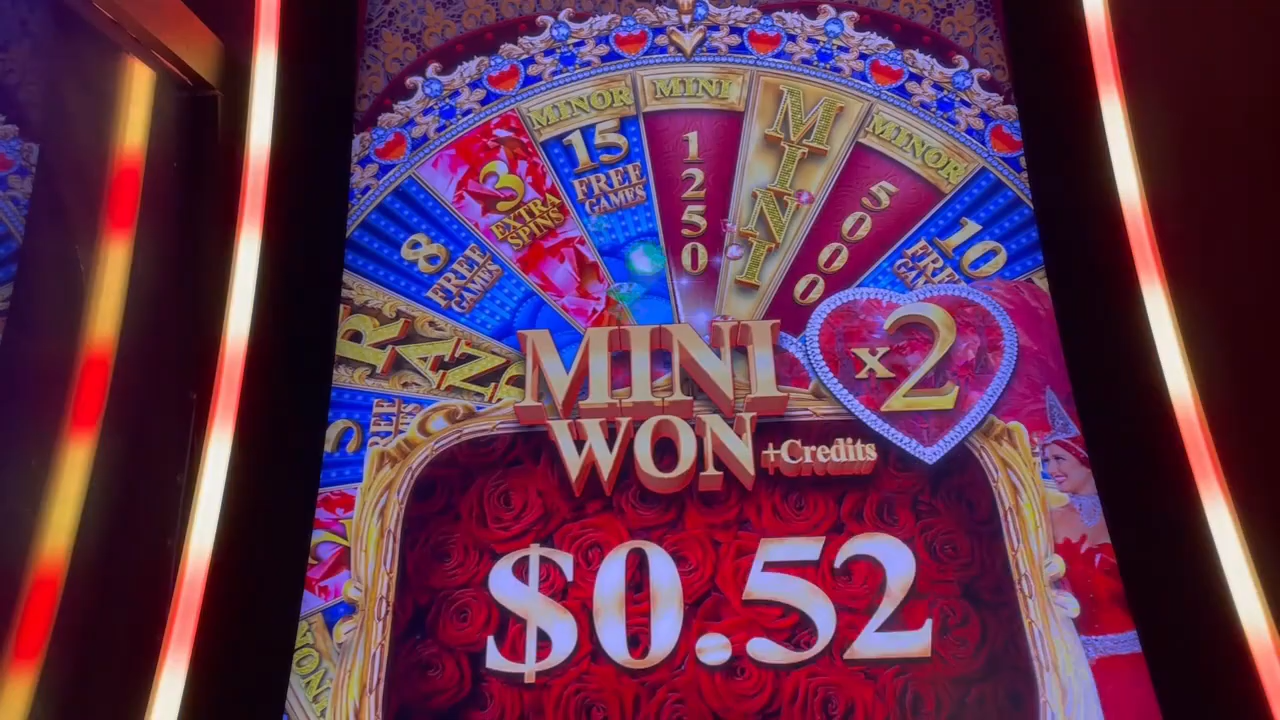 MINOR
15
FREE
GAMES
MINI
1250
MINI
MINOR
5000
10
FREE
3
EXTRA
SPINS
8
FREE
GAMES
MINI
WON +Credits
x2
$0.52